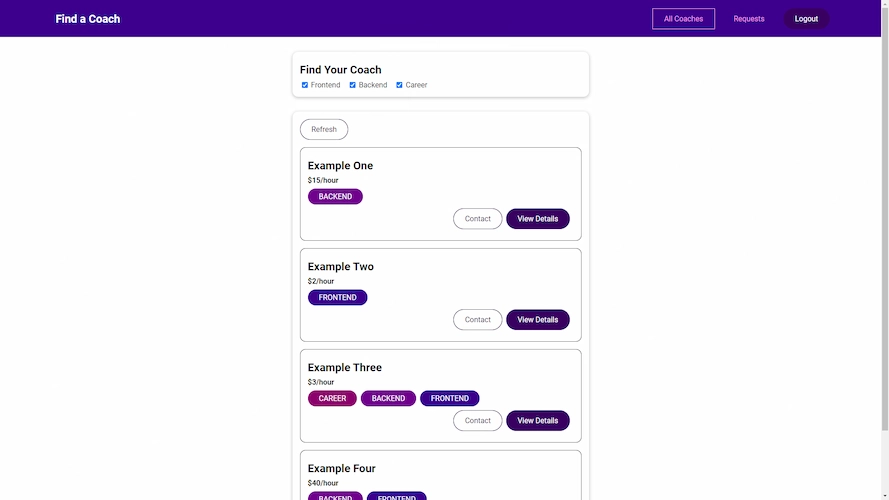 Find a Coach
All Coaches Requests Logout
Find Your Coach
Frontend Backend Career
Refresh
Example One
$15/hour
BACKEND
Contact View Details
Example Two
$2/hour
FRONTEND
Contact View Details
Example Three
$3/hour
CAREER BACKEND FRONTEND
Contact View Details
Example Four
$40/hour
BACKEND FRONTEND